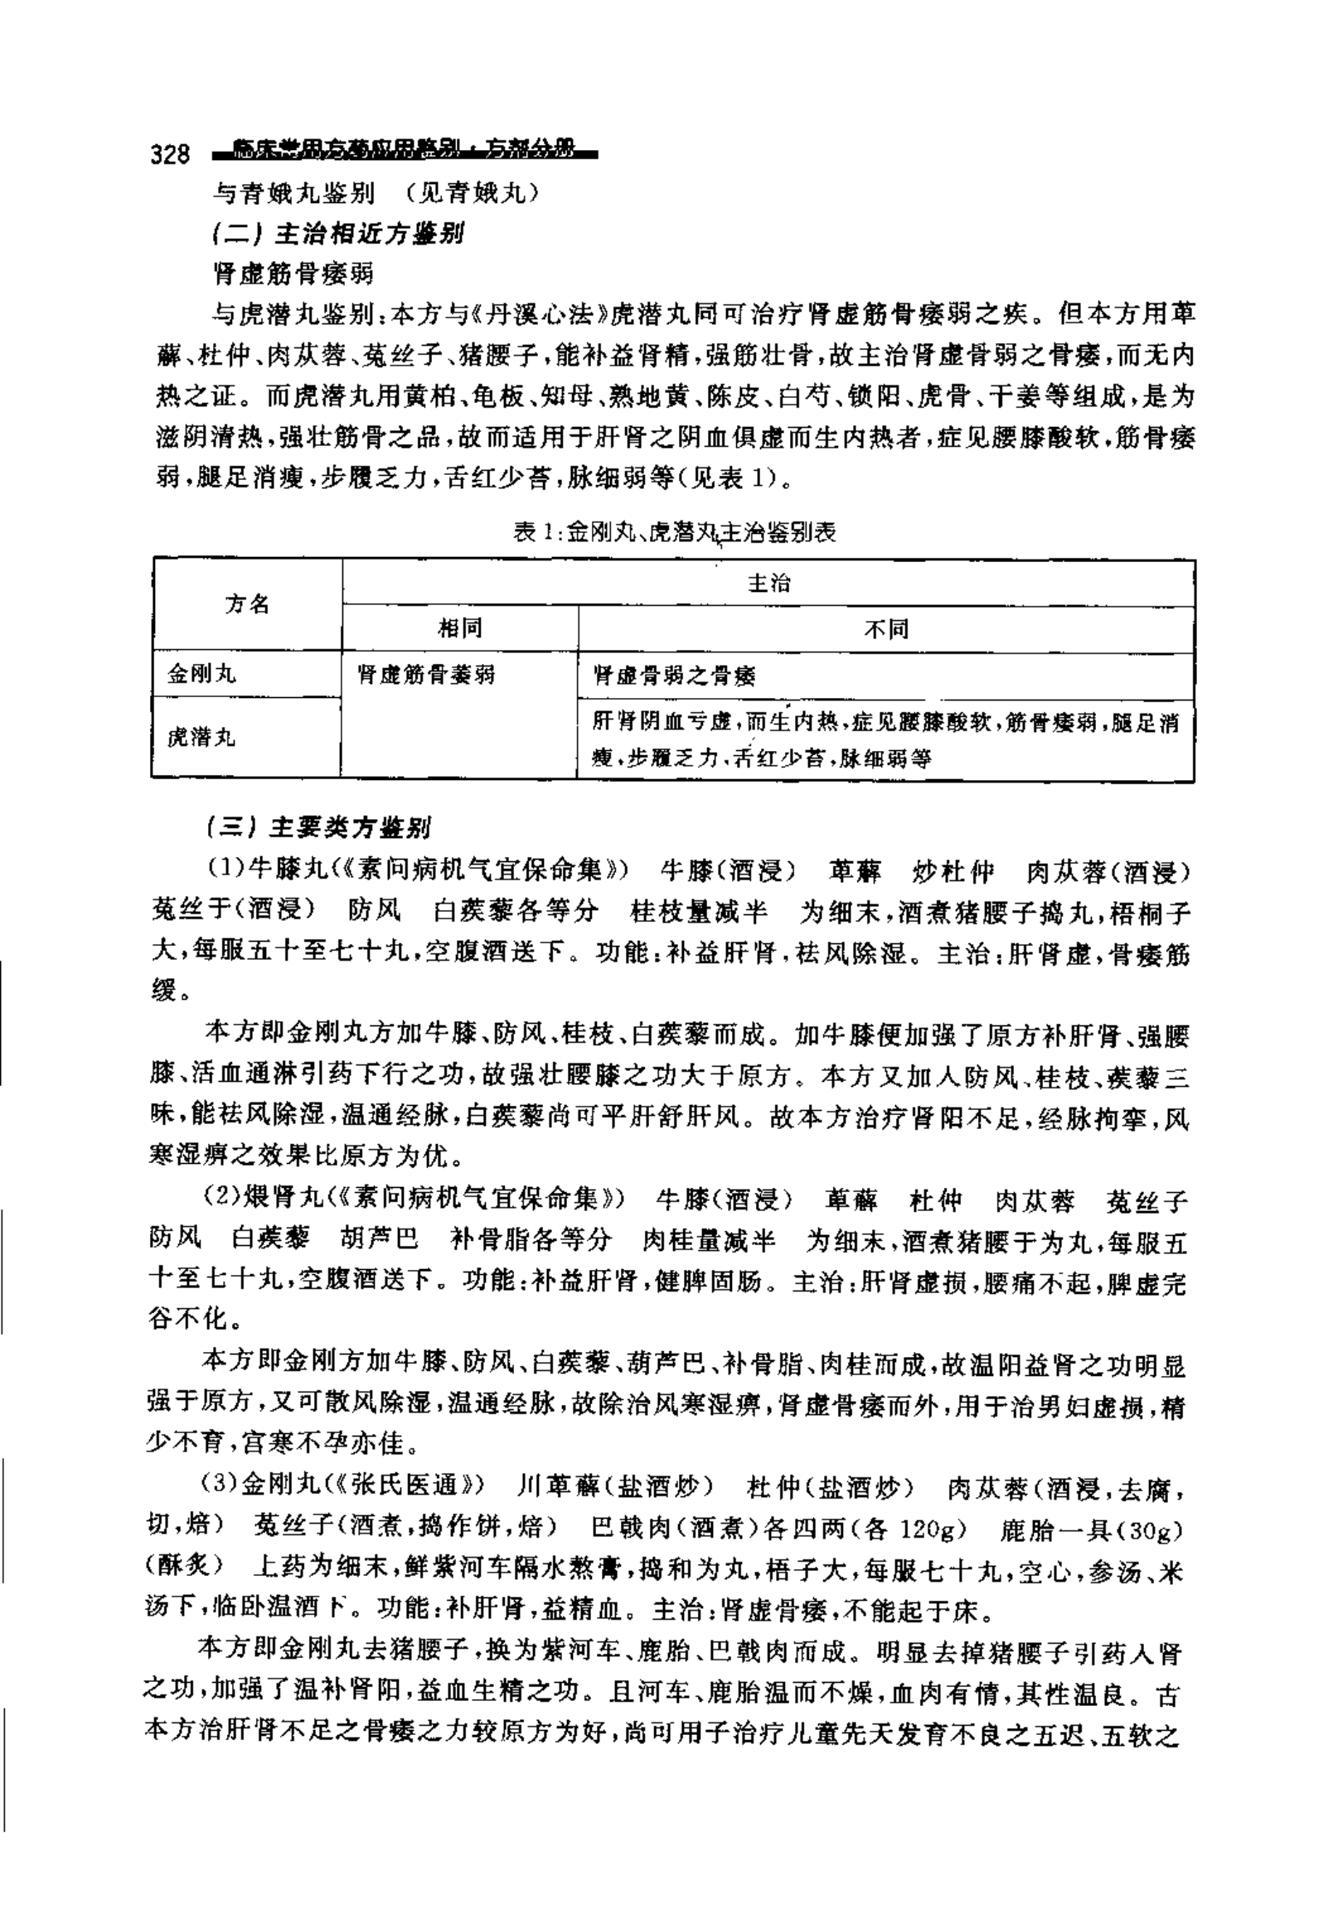 328 临床常用方药应用鉴别·方剂分册
与青娥丸鉴别 （见青娥丸）
(二) 主治相近方鉴别
肾虚筋骨痿弱
与虎潜丸鉴别:本方与《丹溪心法》虎潜丸同可治疗肾虚筋骨痿弱之疾。但本方用萆
薢、杜仲、肉苁蓉、菟丝子、猪腰子,能补益肾精,强筋壮骨,故主治肾虚骨弱之骨痿,而无内
热之证。而虎潜丸用黄柏、龟板、知母、熟地黄、陈皮、白芍、锁阳、虎骨、干姜等组成,是为
滋阴清热,强壮筋骨之品,故而适用于肝肾之阴血俱虚而生内热者,症见腰膝酸软,筋骨痿
弱,腿足消瘦,步履乏力,舌红少苔,脉细弱等(见表 1)。
表 1:金刚丸、虎潜丸主治鉴别表
方名 主治
相同 不同
金刚丸 肾虚筋骨萎弱 肾虚骨弱之骨痿
虎潜丸 肝肾阴血亏虚,而生内热,症见腰膝酸软,筋骨痿弱,腿足消
瘦,步履乏力,舌红少苔,脉细弱等
(三) 主要类方鉴别
(1)牛膝丸(《素问病机气宜保命集》) 牛膝(酒浸) 萆薢 炒杜仲 肉苁蓉(酒浸)
菟丝于(酒浸) 防风 白蒺藜各等分 桂枝量减半 为细末,酒煮猪腰子捣丸,梧桐子
大,每服五十至七十丸,空腹酒送下。功能:补益肝肾,祛风除湿。主治:肝肾虚,骨痿筋
缓。
本方即金刚丸方加牛膝、防风、桂枝、白蒺藜而成。加牛膝便加强了原方补肝肾、强腰
膝、活血通淋引药下行之功,故强壮腰膝之功大于原方。本方又加人防风、桂枝、蒺藜三
味,能祛风除湿,温通经脉,白蒺藜尚可平肝舒肝风。故本方治疗肾阳不足,经脉拘挛,风
寒湿痹之效果比原方为优。
(2)煨肾丸(《素问病机气宜保命集》) 牛膝(酒浸) 萆薢 杜仲 肉苁蓉 菟丝子
防风 白蒺藜 胡芦巴 补骨脂各等分 肉桂量减半 为细末,酒煮猪腰于为丸,每服五
十至七十丸,空腹酒送下。功能:补益肝肾,健脾固肠。主治:肝肾虚损,腰痛不起,脾虚完
谷不化。
本方即金刚方加牛膝、防风、白蒺藜、葫芦巴、补骨脂、肉桂而成,故温阳益肾之功明显
强于原方,又可散风除湿,温通经脉,故除治风寒湿痹,肾虚骨痿而外,用于治男妇虚损,精
少不育,宫寒不孕亦佳。
(3)金刚丸(《张氏医通》) 川萆薢(盐酒炒) 杜仲(盐酒炒) 肉苁蓉(酒浸,去腐,
切,焙) 菟丝子(酒煮,捣作饼,焙) 巴戟肉(酒煮)各四两(各 120g) 鹿胎一具(30g)
(酥炙) 上药为细末,鲜紫河车隔水熬膏,捣和为丸,梧子大,每服七十丸,空心,参汤、米
汤下,临卧温酒下。功能:补肝肾,益精血。主治:肾虚骨痿,不能起于床。
本方即金刚丸去猪腰子,换为紫河车、鹿胎、巴戟肉而成。明显去掉猪腰子引药人肾
之功,加强了温补肾阳,益血生精之功。且河车、鹿胎温而不燥,血肉有情,其性温良。古
本方治肝肾不足之骨痿之力较原方为好,尚可用子治疗儿童先天发育不良之五迟、五软之